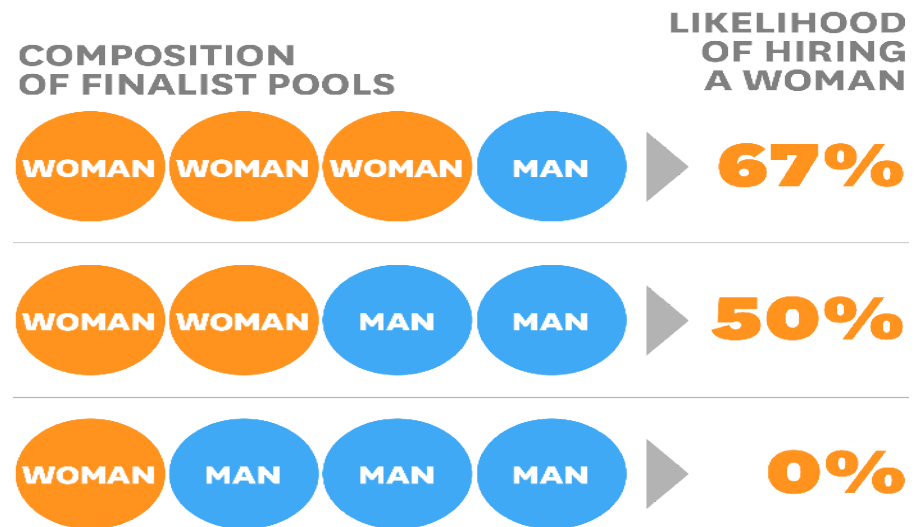 COMPOSITION
OF FINALIST POOLS
LIKELIHOOD
OF HIRING
A WOMAN
WOMAN WOMAN WOMAN MAN 67%
WOMAN WOMAN MAN MAN 50%
WOMAN MAN MAN MAN 0%